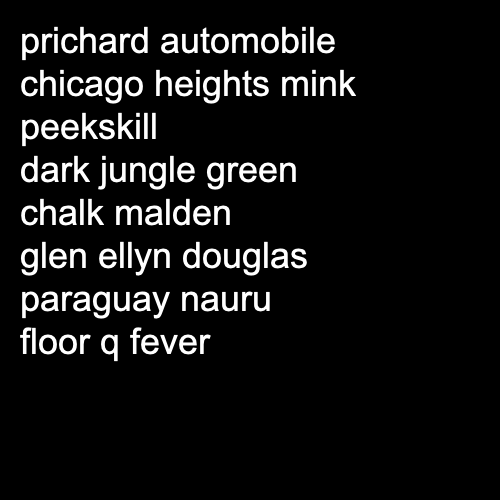 prichard automobile
chicago heights mink
peekskill
dark jungle green
chalk malden
glen ellyn douglas
paraguay nauru
floor q fever